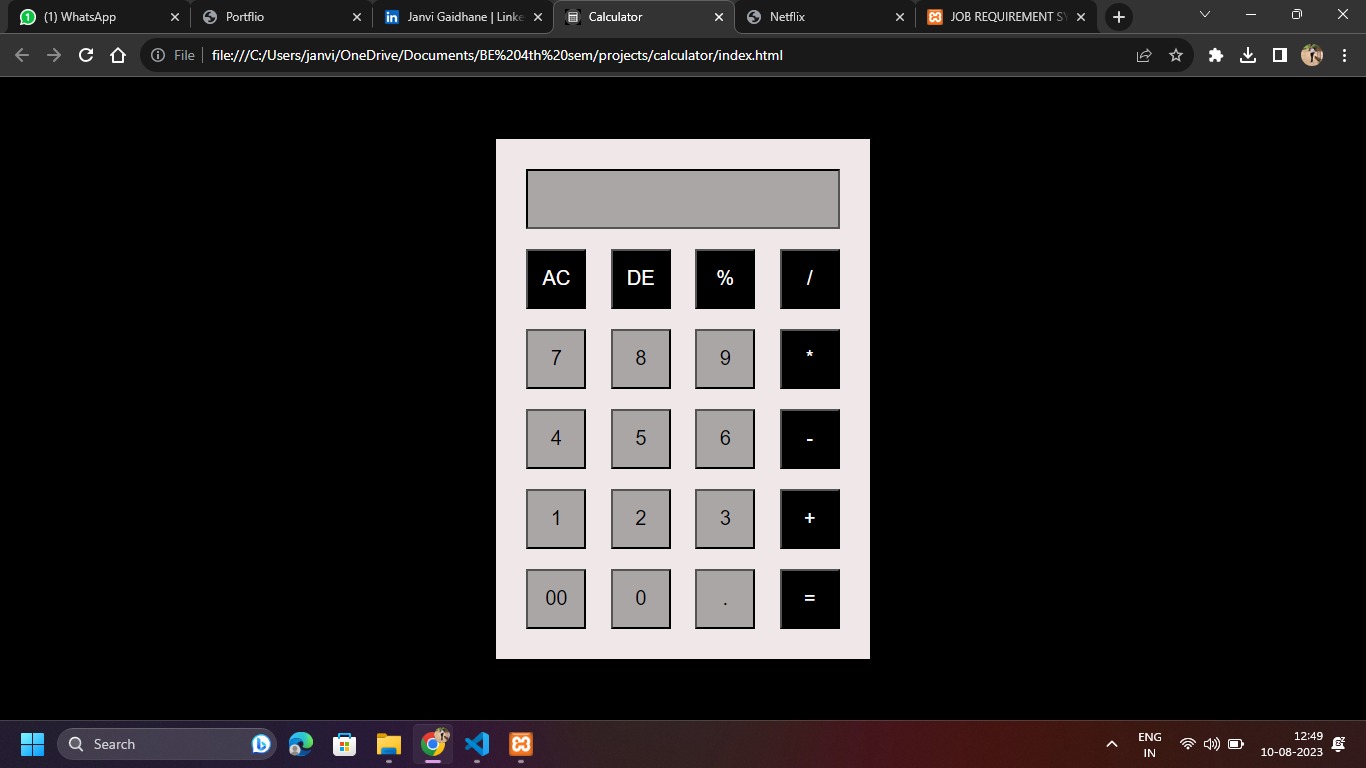 (1) WhatsApp
Portflio
Janvi Gaidhane | Linke
Calculator
Netflix
JOB REQUIREMENT SY
File
file:///C:/Users/janvi/OneDrive/Documents/BE%204th%20sem/projects/calculator/index.html
AC DE % /
7 8 9 *
4 5 6 -
1 2 3 +
00 0 . =
Search
ENG
IN
12:49
10-08-2023